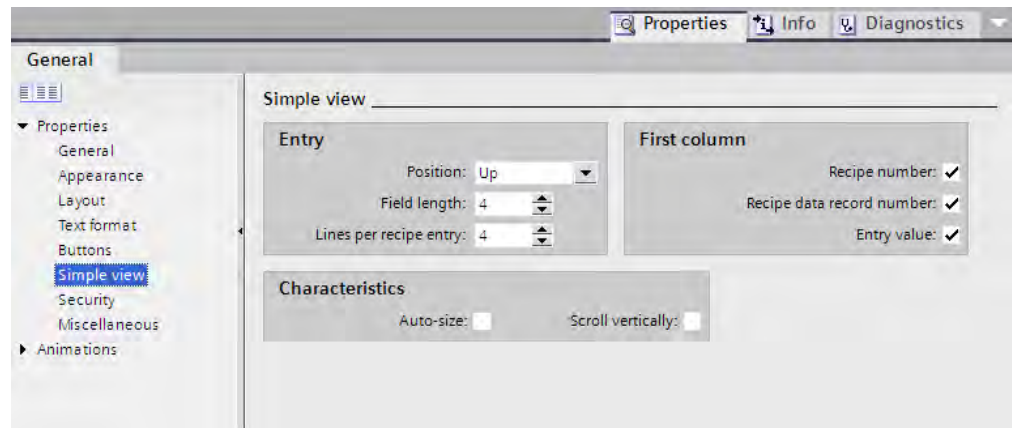 Properties
Info
Diagnostics
General
Properties
General
Appearance
Layout
Text format
Buttons
Simple view
Security
Miscellaneous
Animations
Simple view
Entry
Position: Up
Field length: 4
Lines per recipe entry: 4
First column
Recipe number:
Recipe data record number:
Entry value:
Characteristics
Auto-size:
Scroll vertically: